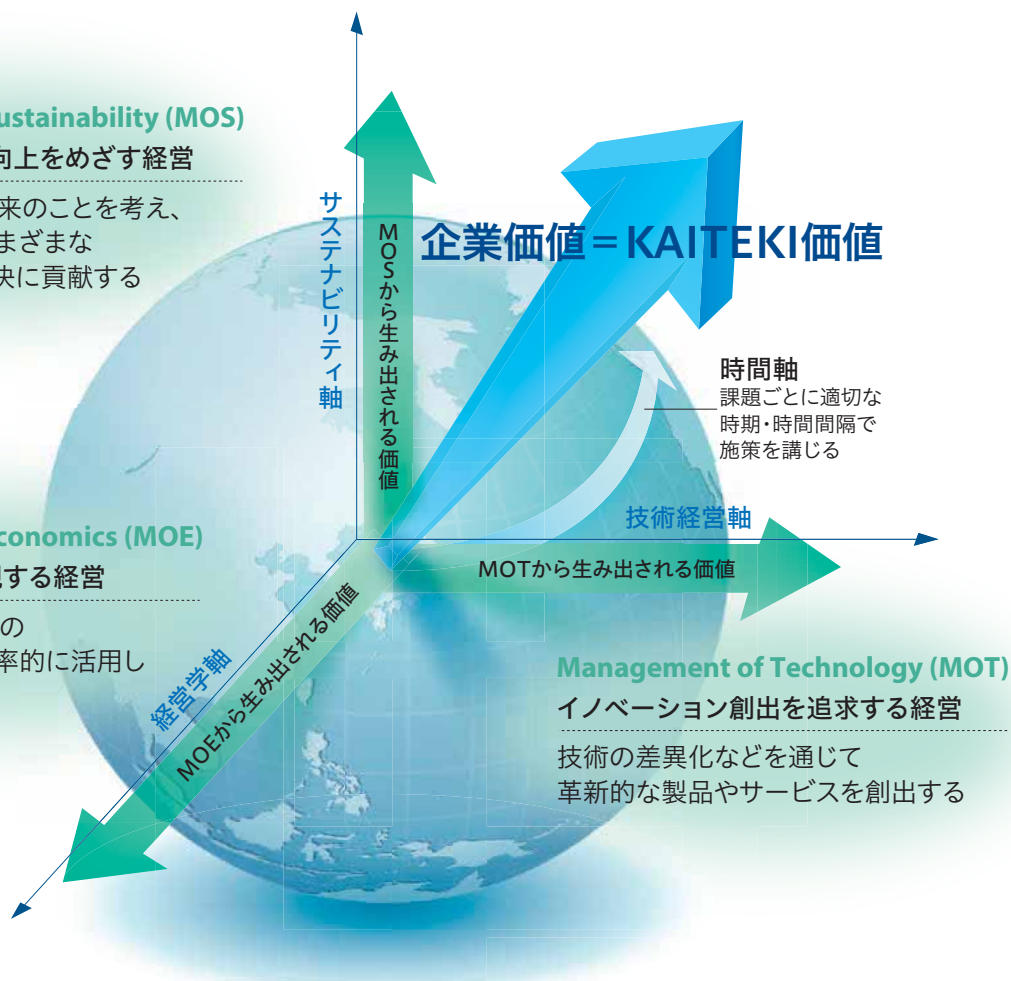 ustainability (MOS)
向上をめざす経営
来のことを考え、
まざまな
決に貢献する
サステナビリティ軸
MOSから生み出される価値
企業価値＝KAITEKI価値
時間軸
課題ごとに適切な
時期・時間間隔で
施策を講じる
技術経営軸
MOTから生み出される価値
conomics (MOE)
する経営
の
率的に活用し
経営学軸
MOEから生み出される価値
Management of Technology (MOT)
イノベーション創出を追求する経営
技術の差異化などを通じて
革新的な製品やサービスを創出する